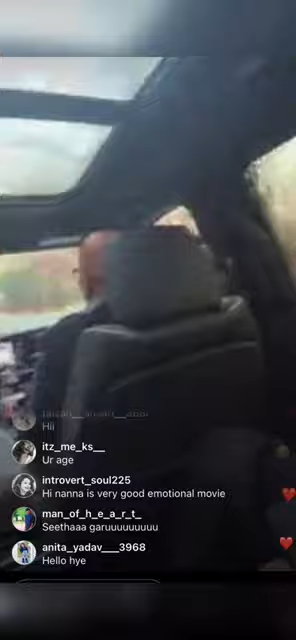 Hii
itz_me_ks__
Ur age
introvert_soul225
Hi nanna is very good emotional movie
man_of_h_e_a_r_t_
Seethaaa garuuuuuuuuu
anita_yadav___3968
Hello hye